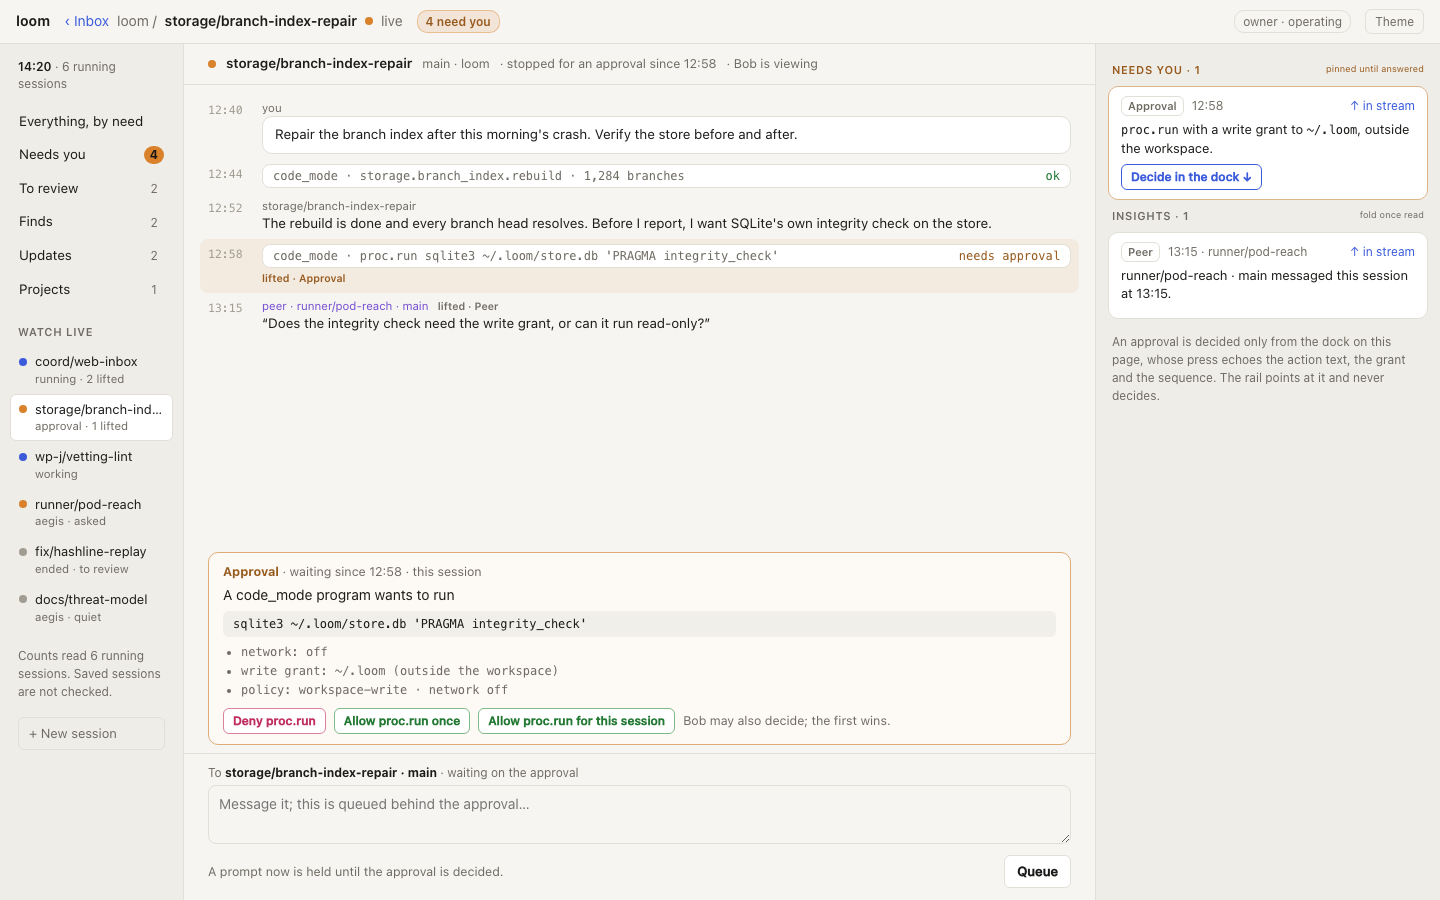 loom ‹ Inbox loom / storage/branch-index-repair live 4 need you owner · operating Theme
14:20 · 6 running
sessions
Everything, by need
Needs you 4
To review 2
Finds 2
Updates 2
Projects 1
WATCH LIVE
coord/web-inbox
running · 2 lifted
storage/branch-ind...
approval · 1 lifted
wp-j/vetting-lint
working
runner/pod-reach
aegis · asked
fix/hashline-replay
ended · to review
docs/threat-model
aegis · quiet
Counts read 6 running
sessions. Saved sessions
are not checked.
+ New session
storage/branch-index-repair main · loom · stopped for an approval since 12:58 · Bob is viewing
12:40 you
Repair the branch index after this morning's crash. Verify the store before and after.
12:44 code_mode · storage.branch_index.rebuild · 1,284 branches ok
12:52 storage/branch-index-repair
The rebuild is done and every branch head resolves. Before I report, I want SQLite's own integrity check on the store.
12:58 code_mode · proc.run sqlite3 ~/.loom/store.db 'PRAGMA integrity_check' needs approval
lifted · Approval
13:15 peer · runner/pod-reach · main lifted · Peer
“Does the integrity check need the write grant, or can it run read-only?”
Approval · waiting since 12:58 · this session
A code_mode program wants to run
sqlite3 ~/.loom/store.db 'PRAGMA integrity_check'
• network: off
• write grant: ~/.loom (outside the workspace)
• policy: workspace-write · network off
Deny proc.run Allow proc.run once Allow proc.run for this session Bob may also decide; the first wins.
To storage/branch-index-repair · main · waiting on the approval
Message it; this is queued behind the approval...
A prompt now is held until the approval is decided. Queue
NEEDS YOU · 1 pinned until answered
Approval 12:58 ↑ in stream
proc.run with a write grant to ~/.loom, outside
the workspace.
Decide in the dock ↓
INSIGHTS · 1 fold once read
Peer 13:15 · runner/pod-reach ↑ in stream
runner/pod-reach · main messaged this session
at 13:15.
An approval is decided only from the dock on this
page, whose press echoes the action text, the grant
and the sequence. The rail points at it and never
decides.